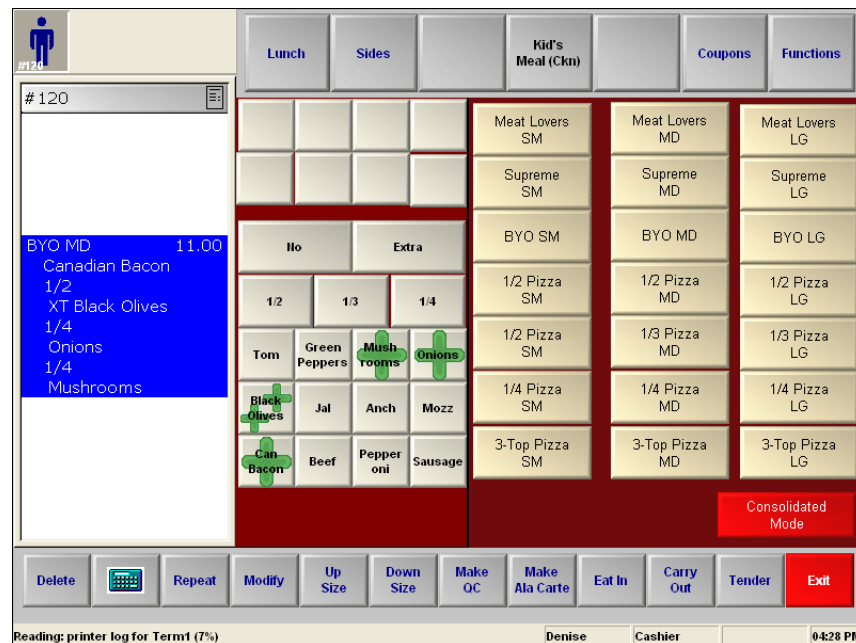 #120
Lunch
Sides
Kid's
Meal (Ckn)
Coupons
Functions
#120
BYO MD 11.00
Canadian Bacon
1/2
XT Black Olives
1/4
Onions
1/4
Mushrooms
No
Extra
1/2
1/3
1/4
Tom
Green
Peppers
Mush
rooms
Onions
Black
Olives
Jal
Anch
Mozz
Can
Bacon
Beef
Pepper
oni
Sausage
Meat Lovers
SM
Meat Lovers
MD
Meat Lovers
LG
Supreme
SM
Supreme
MD
Supreme
LG
BYO SM
BYO MD
BYO LG
1/2 Pizza
SM
1/2 Pizza
MD
1/2 Pizza
LG
1/2 Pizza
SM
1/3 Pizza
MD
1/3 Pizza
LG
1/4 Pizza
SM
1/4 Pizza
MD
1/4 Pizza
LG
3-Top Pizza
SM
3-Top Pizza
MD
3-Top Pizza
LG
Consolidated
Mode
Delete
Repeat
Modify
Up
Size
Down
Size
Make
QC
Make
Ala Carte
Eat In
Carry
Out
Tender
Exit
Reading: printer log for Term1 (7%)
Denise
Cashier
04:28 PM